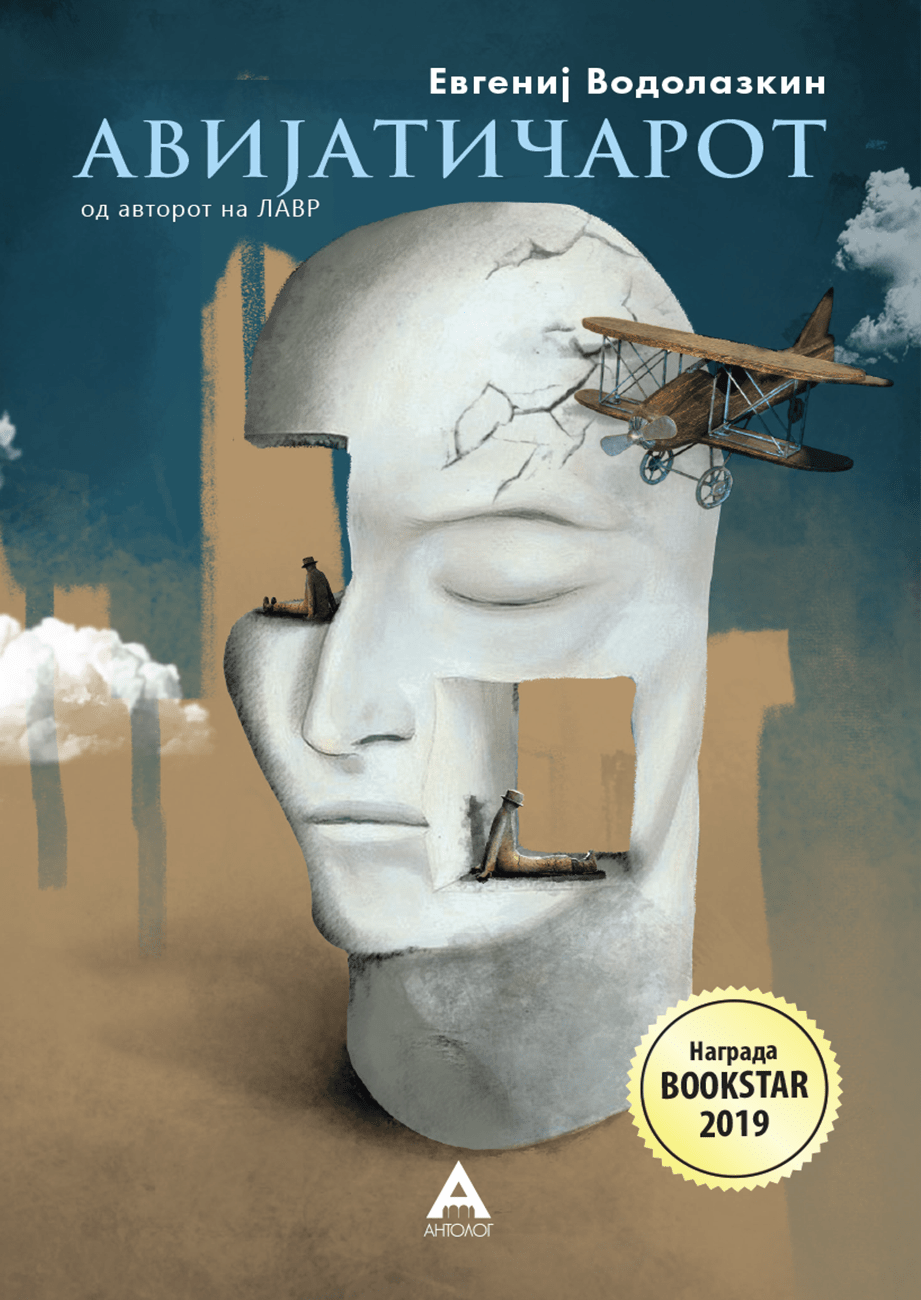 Евгениј Водолазкин
АВИЈАТИЧАРОТ
од авторот на ЛАВР
Награда
BOOKSTAR
2019
АНТОЛОГ